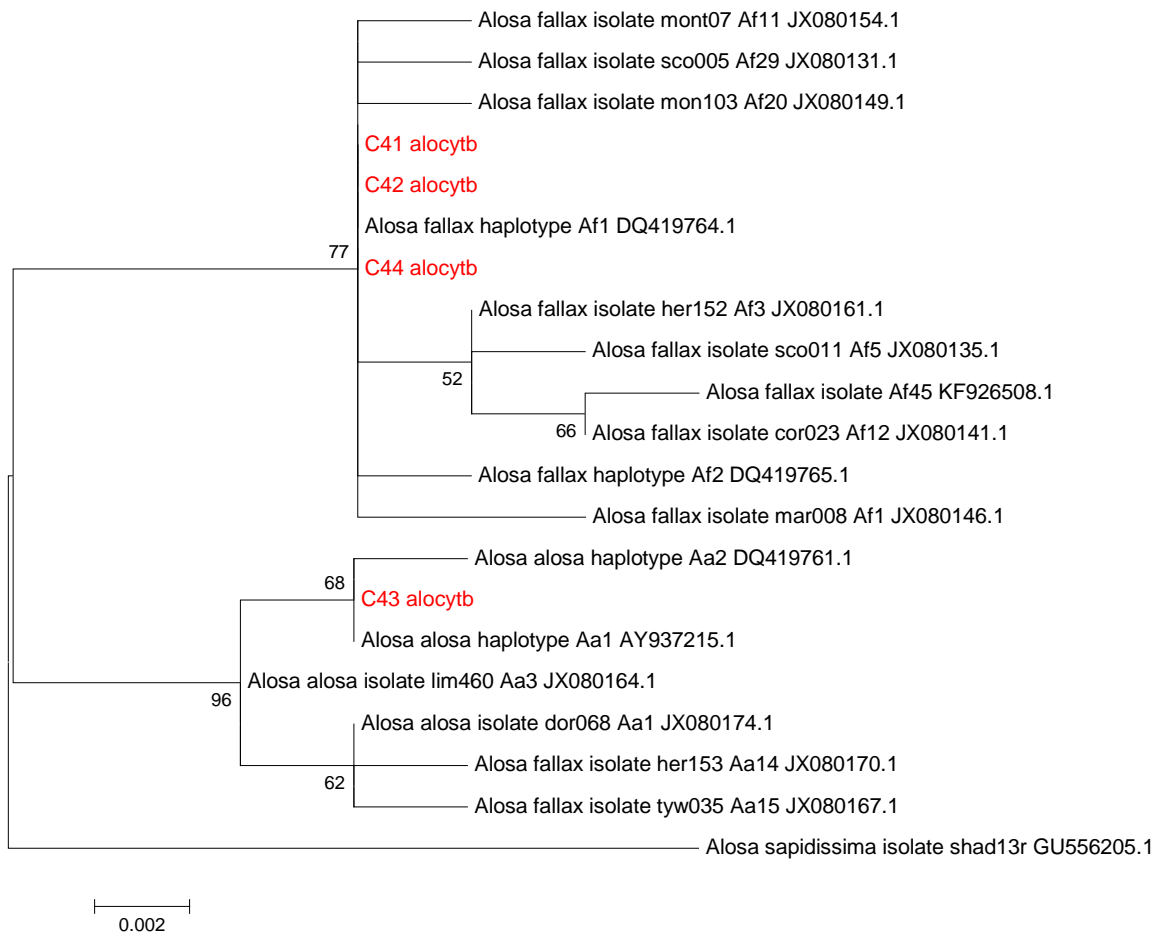 Alosa fallax isolate mont07 Af11 JX080154.1
Alosa fallax isolate sco005 Af29 JX080131.1
Alosa fallax isolate mon103 Af20 JX080149.1
C41 alocytb
C42 alocytb
Alosa fallax haplotype Af1 DQ419764.1
77
C44 alocytb
Alosa fallax isolate her152 Af3 JX080161.1
Alosa fallax isolate sco011 Af5 JX080135.1
52
Alosa fallax isolate Af45 KF926508.1
66
Alosa fallax isolate cor023 Af12 JX080141.1
Alosa fallax haplotype Af2 DQ419765.1
Alosa fallax isolate mar008 Af1 JX080146.1
Alosa alosa haplotype Aa2 DQ419761.1
68
C43 alocytb
Alosa alosa haplotype Aa1 AY937215.1
Alosa alosa isolate lim460 Aa3 JX080164.1
96
Alosa alosa isolate dor068 Aa1 JX080174.1
Alosa fallax isolate her153 Aa14 JX080170.1
62
Alosa fallax isolate tyw035 Aa15 JX080167.1
Alosa sapidissima isolate shad13r GU556205.1
0.002